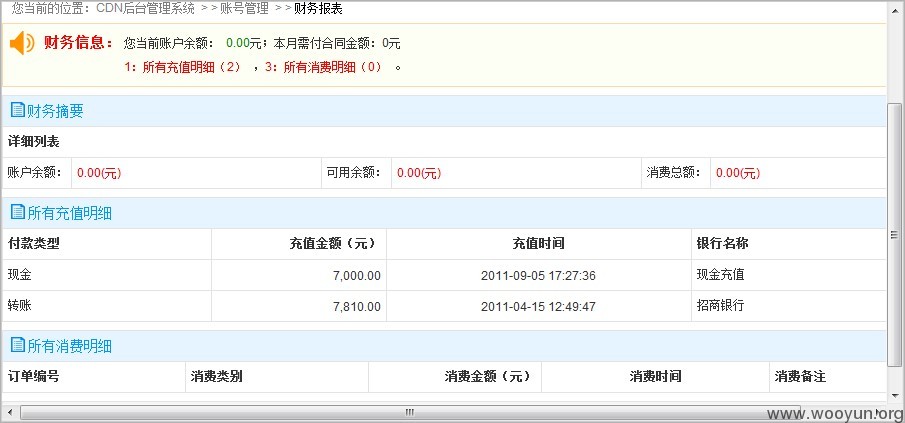 您当前的位置：CDN后台管理系统 >> 账号管理 >> 财务报表
财务信息：您当前账户余额： 0.00元；本月需付合同金额：0元
1：所有充值明细（2） ，3：所有消费明细（0） 。
财务摘要
详细列表
账户余额： 0.00(元) 可用余额： 0.00(元) 消费总额： 0.00(元)
所有充值明细
付款类型 充值金额（元） 充值时间 银行名称
现金 7,000.00 2011-09-05 17:27:36 现金充值
转账 7,810.00 2011-04-15 12:49:47 招商银行
所有消费明细
订单编号 消费类别 消费金额（元） 消费时间 消费备注
www.wooyun.org